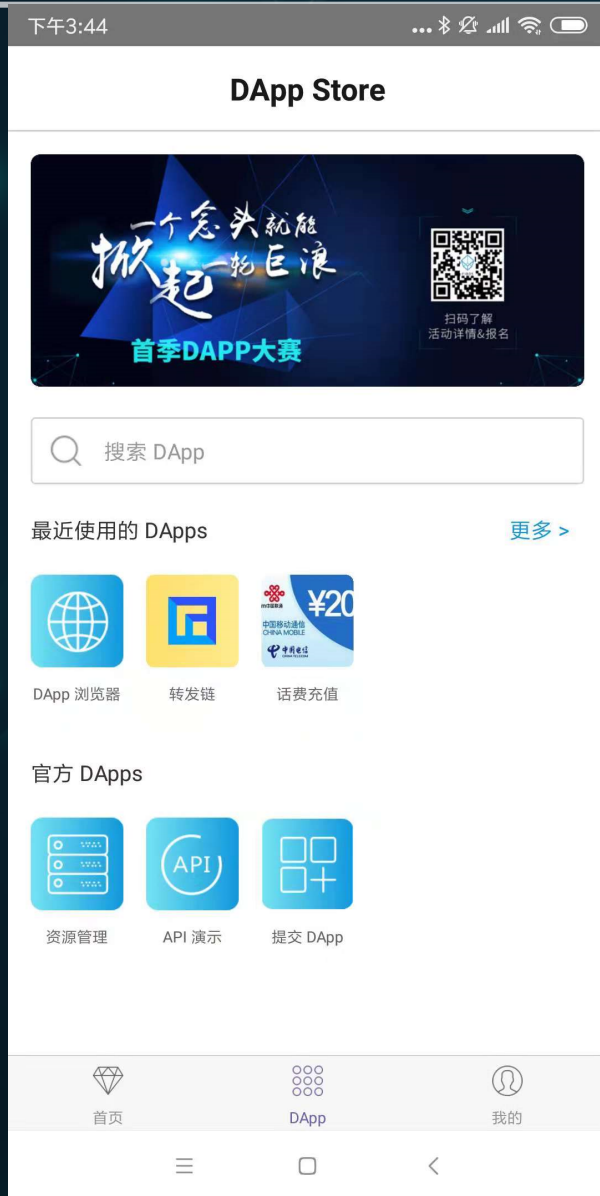 下午3:44
DApp Store
一个念头就能
掀起一轮巨浪
首季DAPP大赛
扫码了解
活动详情&报名
搜索 DApp
最近使用的 DApps
更多 >
¥20
中国移动通信
CHINA MOBILE
中国电信
DApp 浏览器
转发链
话费充值
官方 DApps
API
资源管理
API 演示
提交 DApp
首页
DApp
我的